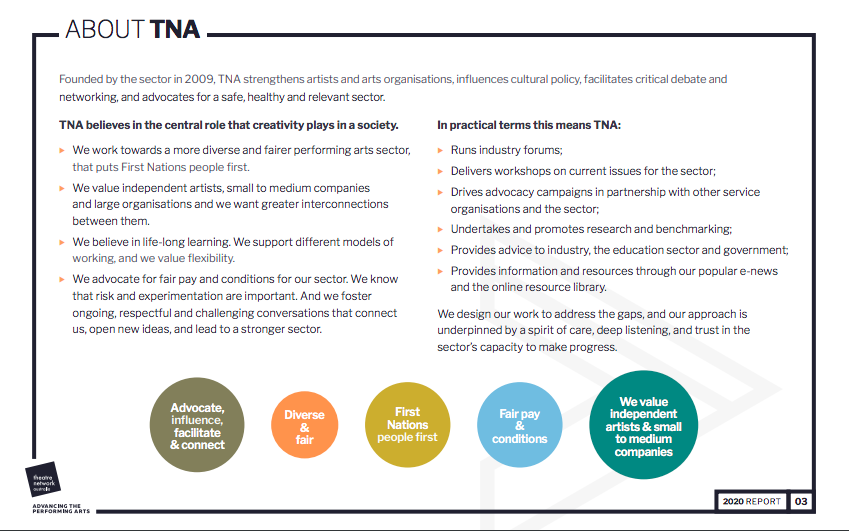 ABOUT TNA
Founded by the sector in 2009, TNA strengthens artists and arts organisations, influences cultural policy, facilitates critical debate and
networking, and advocates for a safe, healthy and relevant sector.
TNA believes in the central role that creativity plays in a society.
We work towards a more diverse and fairer performing arts sector,
that puts First Nations people first.
We value independent artists, small to medium companies
and large organisations and we want greater interconnections
between them.
We believe in life-long learning. We support different models of
working, and we value flexibility.
We advocate for fair pay and conditions for our sector. We know
that risk and experimentation are important. And we foster
ongoing, respectful and challenging conversations that connect
us, open new ideas, and lead to a stronger sector.
In practical terms this means TNA:
Runs industry forums;
Delivers workshops on current issues for the sector;
Drives advocacy campaigns in partnership with other service
organisations and the sector;
Undertakes and promotes research and benchmarking;
Provides advice to industry, the education sector and government;
Provides information and resources through our popular e-news
and the online resource library.
We design our work to address the gaps, and our approach is
underpinned by a spirit of care, deep listening, and trust in the
sector's capacity to make progress.
Advocate,
influence,
facilitate
& connect
Diverse
&
fair
First
Nations
people first
Fair pay
&
conditions
We value
independent
artists & small
to medium
companies
theatre
network
australia
ADVANCING THE
PERFORMING ARTS
2020 REPORT 03